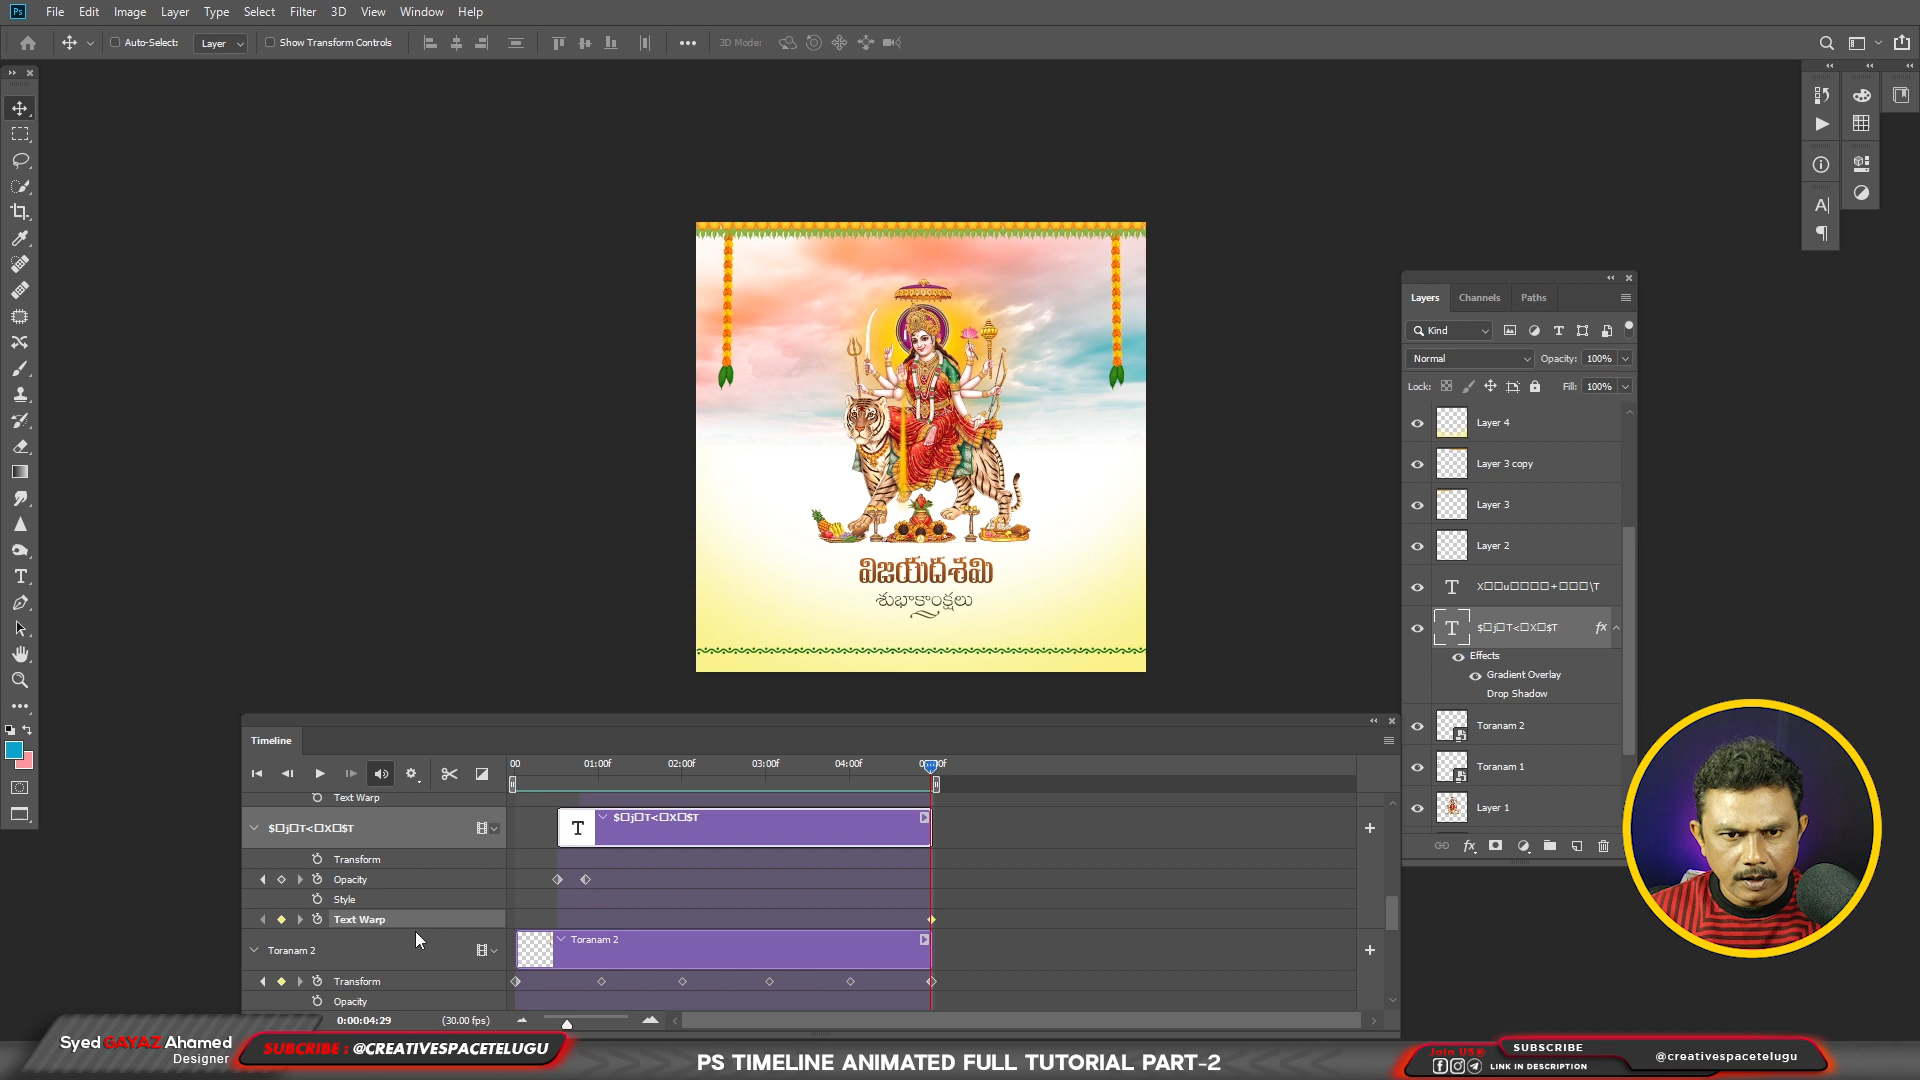 Ps File Edit Image Layer Type Select Filter 3D View Window Help
Auto-Select: Layer Show Transform Controls 3D Mode:
Layers Channels Paths
Kind
Normal Opacity: 100%
Lock: Fill: 100%
Layer 4
Layer 3 copy
Layer 3
Layer 2
X□□u□□□□+□□□\T
$□j□T<□X□$T fx
Effects
Gradient Overlay
Drop Shadow
Toranam 2
Toranam 1
Layer 1
విజయదశమి
శుభాకాంక్షలు
Timeline
00 01:00f 02:00f 03:00f 04:00f
Text Warp
$□j□T<□X□$T T $□j□T<□X□$T
Transform
Opacity
Style
Text Warp
Toranam 2 Toranam 2
Transform
Opacity
0:00:04:29 (30.00 fps)
Syed GAYAZ Ahamed
Designer
SUBCRIBE : @CREATIVESPACETELUGU
PS TIMELINE ANIMATED FULL TUTORIAL PART-2
Join US
SUBSCRIBE
LINK IN DESCRIPTION
@creativespacetelugu